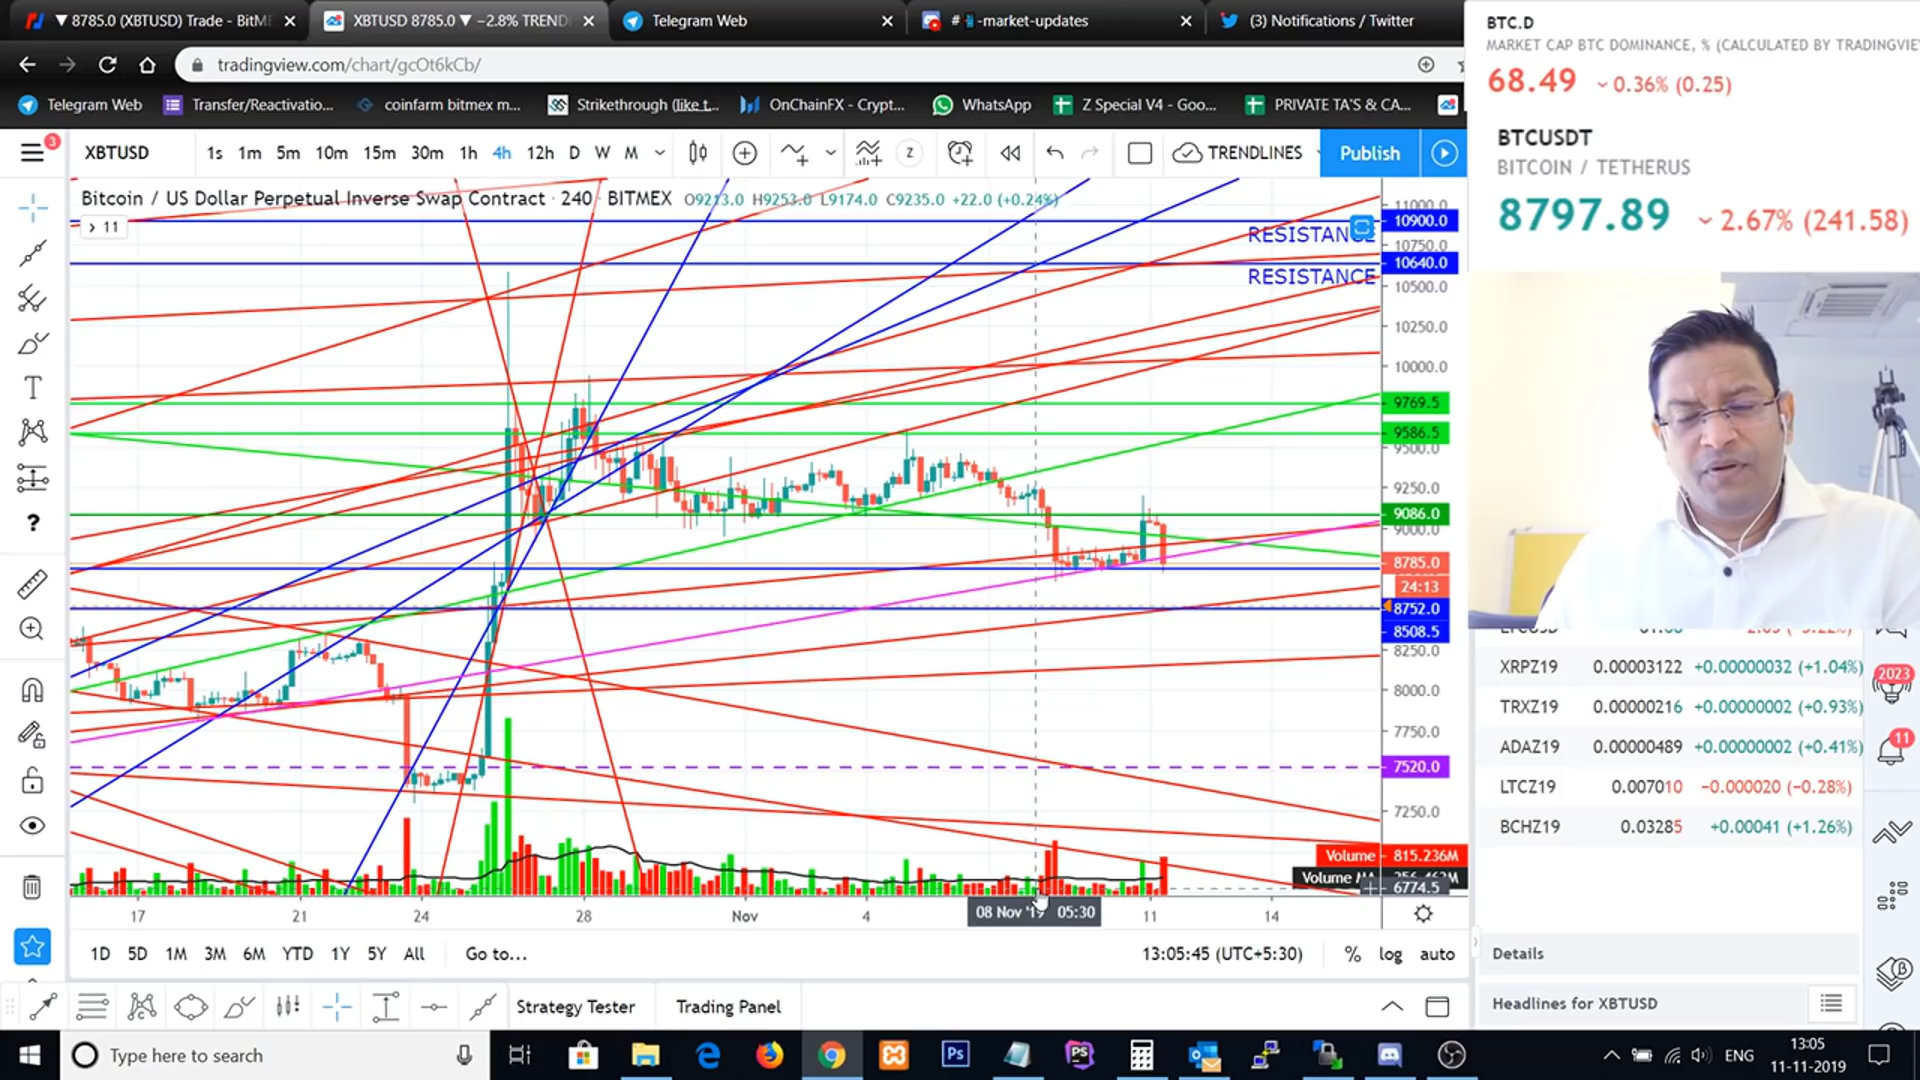 ▼ 8785.0 (XBTUSD) Trade - BitME
XBTUSD 8785.0 ▼ −2.8% TREND
Telegram Web
#
-market-updates
(3) Notifications / Twitter
tradingview.com/chart/gcOt6kCb/
Telegram Web
Transfer/Reactivatio...
coinfarm bitmex m...
Strikethrough (like t...
OnChainFX - Crypt...
WhatsApp
Z Special V4 - Goo...
PRIVATE TA'S & CA...
3
XBTUSD
1s 1m 5m 10m 15m 30m 1h 4h 12h D W M
Z
TRENDLINES
Publish
Bitcoin / US Dollar Perpetual Inverse Swap Contract · 240 · BITMEX O9213.0 H9253.0 L9174.0 C9235.0 +22.0 (+0.24%)
11
RESISTANCE
RESISTANCE
11000.0
10900.0
10750.0
10640.0
10500.0
10250.0
10000.0
9769.5
9586.5
9500.0
9250.0
9086.0
9000.0
8785.0
24:13
8752.0
8508.5
8250.0
8000.0
7750.0
7520.0
7250.0
Volume 815.236M
Volume MA 256.462M
6774.5
17 21 24 28 Nov 4 11 14
08 Nov '19 05:30
1D 5D 1M 3M 6M YTD 1Y 5Y All Go to...
13:05:45 (UTC+5:30) % log auto
Strategy Tester
Trading Panel
BTC.D
MARKET CAP BTC DOMINANCE, % (CALCULATED BY TRADINGVIE
68.49 0.36% (0.25)
BTCUSDT
BITCOIN / TETHERUS
8797.89 2.67% (241.58)
XRPZ19 0.00003122 +0.00000032 (+1.04%)
TRXZ19 0.00000216 +0.00000002 (+0.93%)
ADAZ19 0.00000489 +0.00000002 (+0.41%)
LTCZ19 0.007010 −0.000020 (−0.28%)
BCHZ19 0.03285 +0.00041 (+1.26%)
2023
11
Details
Headlines for XBTUSD
Type here to search
Ps
PS
ENG
13:05
11-11-2019